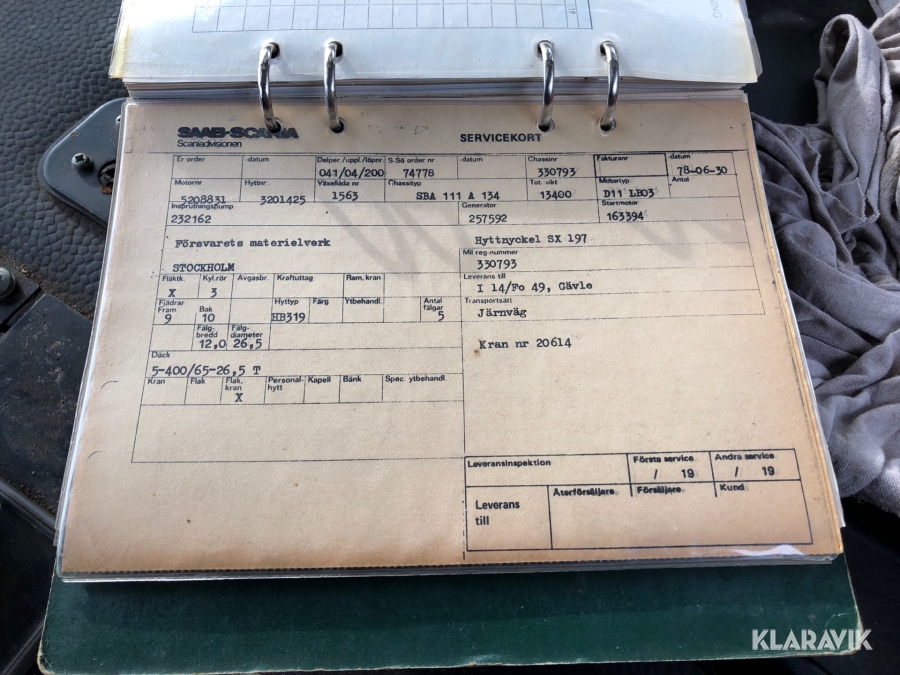 NING
SAAB-SCANIA
Scaniadivisionen
SERVICEKORT
Er order datum Delper./uppl./löpnr S-Sö order nr datum Chassinr Fakturanr datum
041/04/200 74778 330793 78-06-30
Motornr Hyttnr Växellåda nr Chassityp Tot. vikt Motortyp Antal
5208831 3201425 1563 SBA 111 A 134 13400 D11 LB03
Insprutningspump Generator Startmotor
232162 257592 163394
Försvarets materielverk Hyttnyckel SX 197
Mil reg-nummer
STOCKHOLM 330793
Fläktk. Kyl.rör Avgasbr. Kraftuttag Ram, kran Leverans till
X 3 I 14/Fo 49, Gävle
Fjädrar Hyttyp Färg Ytbehandl. Antal fälgar Transportsätt
Fram Bak
9 10 HB319 5 Järnväg
Fälg-bredd Fälg-diameter
12,0 26,5 Kran nr 20614
Däck
5-400/65-26,5 T
Kran Flak Flak, kran Personal-hytt Kapell Bänk Spec. ytbehandl.
X
Leveransinspektion Första service Andra service
/ 19 / 19
Leverans till Återförsäljare Försäljare Kund
KLARAVIK